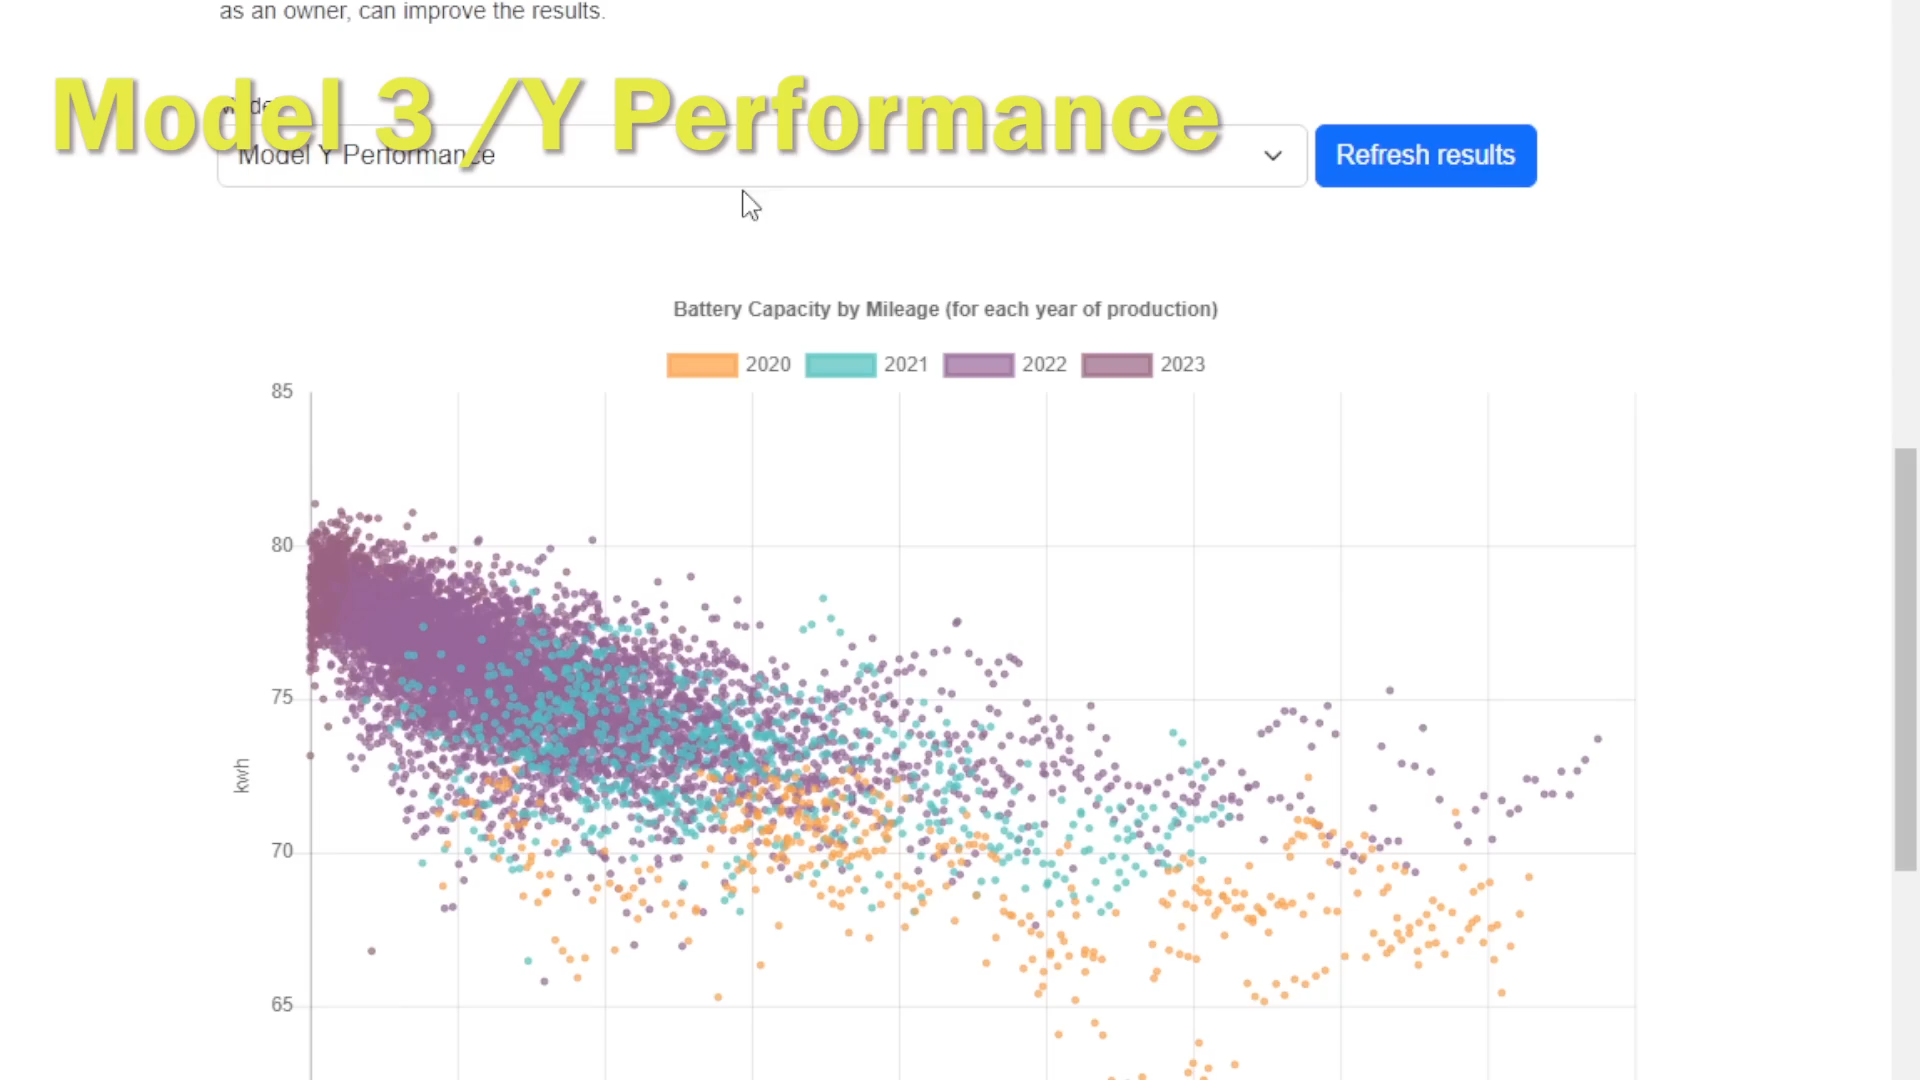 as an owner, can improve the results.
Model 3 /Y Performance
Model Y Performance
Refresh results
Battery Capacity by Mileage (for each year of production)
2020 2021 2022 2023
85
80
75
kwh
70
65